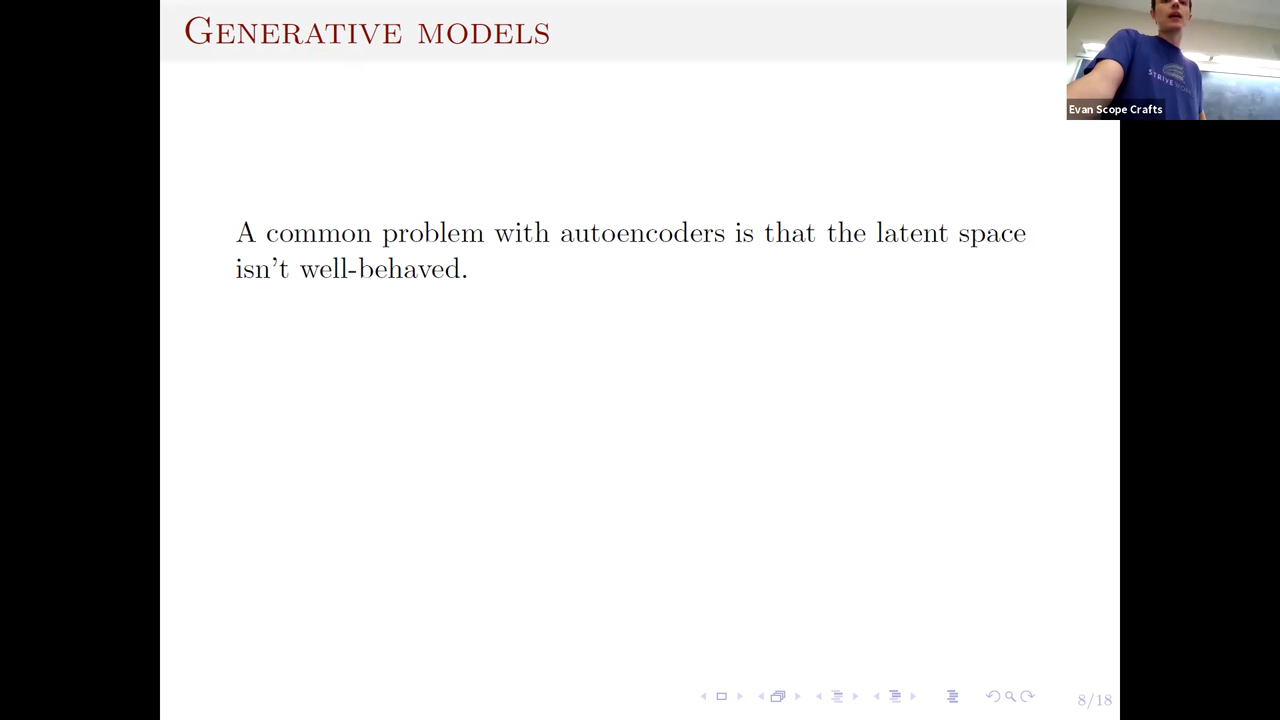 Generative models
A common problem with autoencoders is that the latent space
isn't well-behaved.
Evan Scope Crafts
8/18